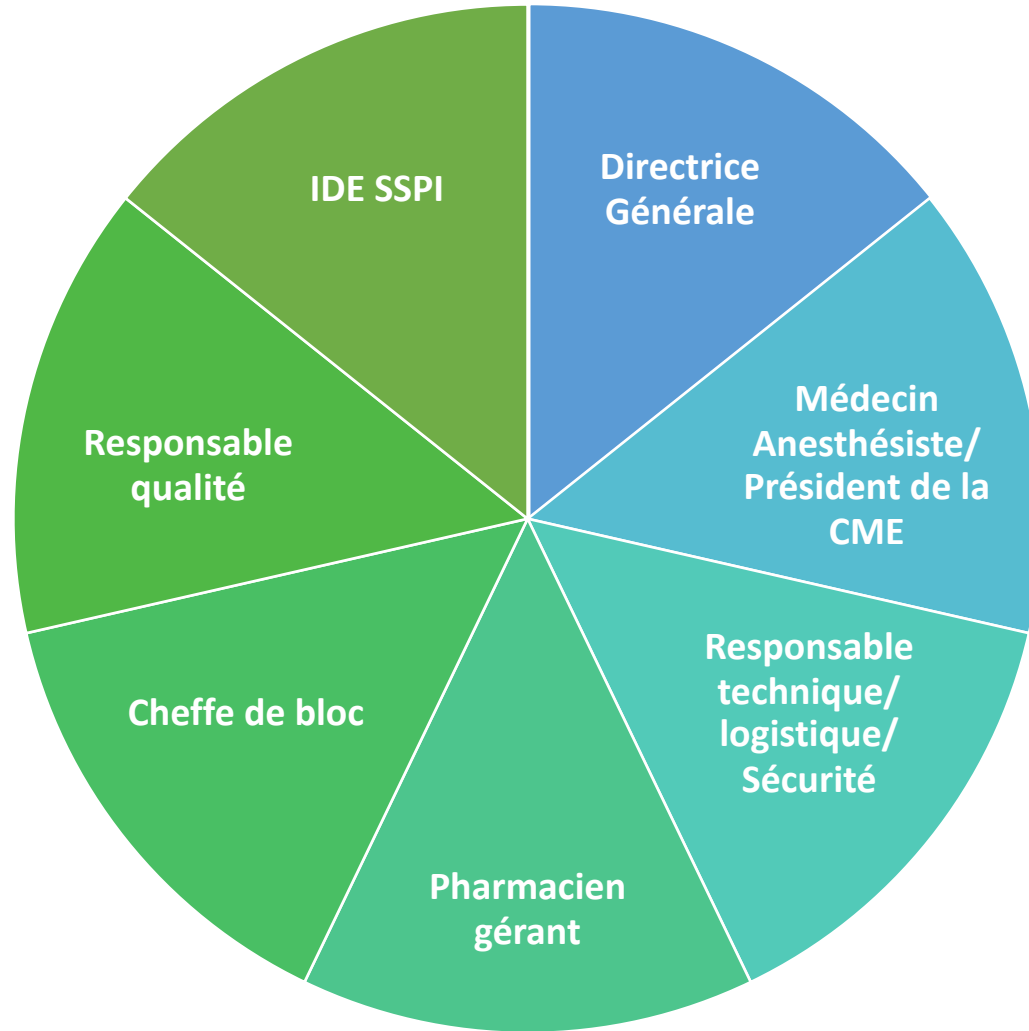 Directrice
Générale
Médecin
Anesthésiste/
Président de la
CME
Responsable
technique/
logistique/
Sécurité
Pharmacien
gérant
Cheffe de bloc
Responsable
qualité
IDE SSPI